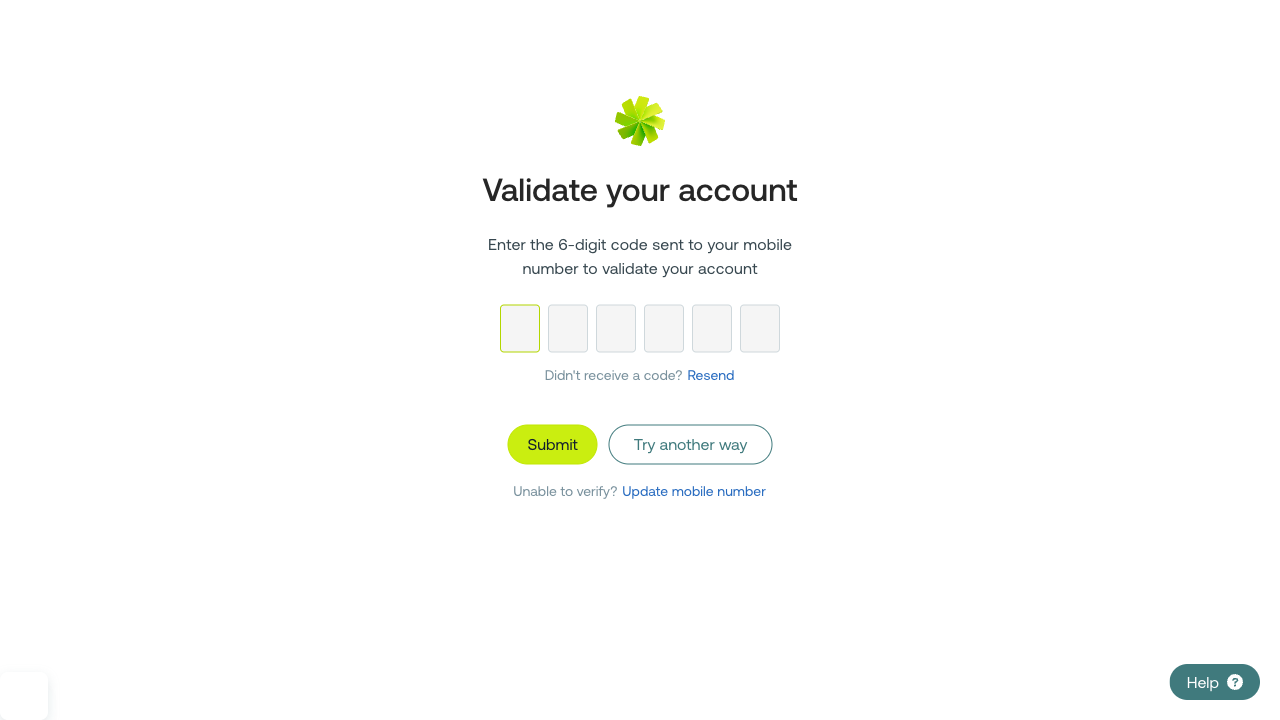 Validate your account
Enter the 6-digit code sent to your mobile
number to validate your account
Didn't receive a code? Resend
Submit
Try another way
Unable to verify? Update mobile number
Help ?